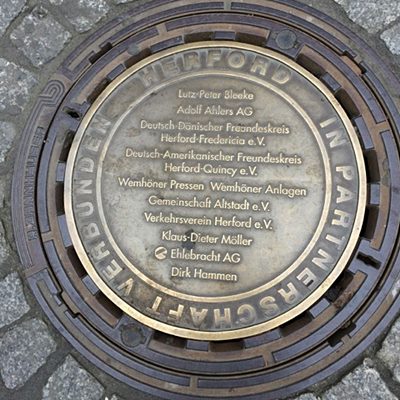 HERFORD IN PARTNERSCHAFT VERBUNDEN
Lutz-Peter Bleeke
Adolf Ahlers AG
Deutsch-Dänischer Freundeskreis
Herford-Fredericia e.V.
Deutsch-Amerikanischer Freundeskreis
Herford-Quincy e.V.
Wemhöner Pressen Wemhöner Anlagen
Gemeinschaft Altstadt e.V.
Verkehrsverein Herford e.V.
Klaus-Dieter Möller
Ehlebracht AG
Dirk Hammen